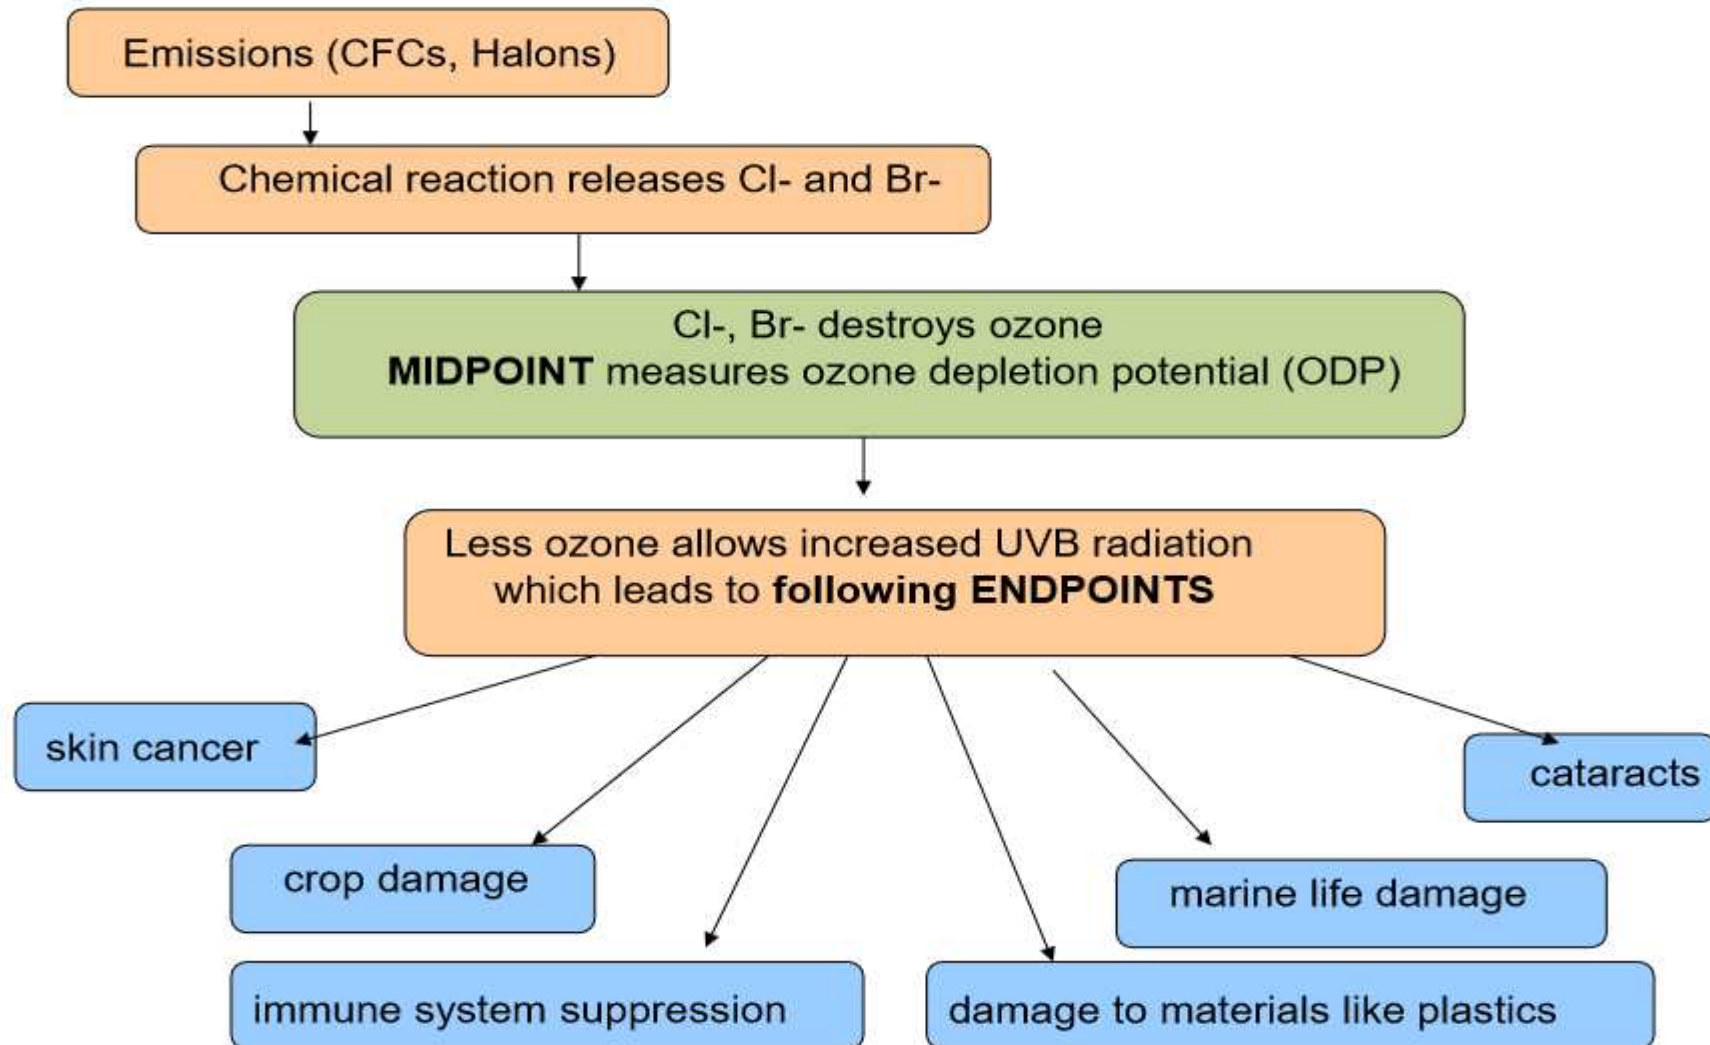 Emissions (CFCs, Halons)
Chemical reaction releases Cl- and Br-
Cl-, Br- destroys ozone
MIDPOINT measures ozone depletion potential (ODP)
Less ozone allows increased UVB radiation
which leads to following ENDPOINTS
skin cancer
cataracts
crop damage
marine life damage
immune system suppression
damage to materials like plastics